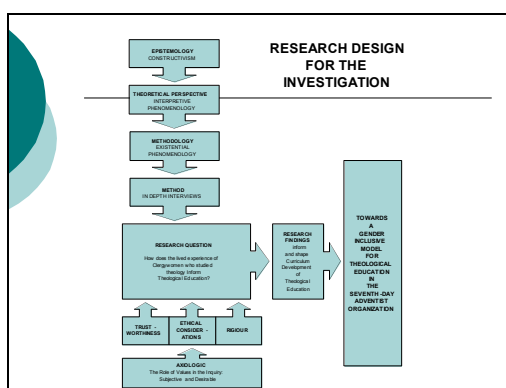 RESEARCH DESIGN
FOR THE
INVESTIGATION
EPISTEMOLOGY
CONSTRUCTIVISM
THEORETICAL PERSPECTIVE
INTERPRETIVE
PHENOMENOLOGY
METHODOLOGY
EXISTENTIAL
PHENOMENOLOGY
METHOD
IN DEPTH INTERVIEWS
RESEARCH QUESTION
How does the lived experience of
Clergywomen who studied
theology inform
Theological Education?
RESEARCH
FINDINGS
inform
and shape
Curriculum
Development
of
Theological
Education
TOWARDS
A
GENDER
INCLUSIVE
MODEL
FOR
THEOLOGICAL
EDUCATION
IN
THE
SEVENTH-DAY
ADVENTIST
ORGANIZATION
TRUST -
WORTHINESS
ETHICAL
CONSIDER -
ATIONS
RIGIOUR
AXIOLOGIC
The Role of Values in the Inquiry:
Subjective and Desirable